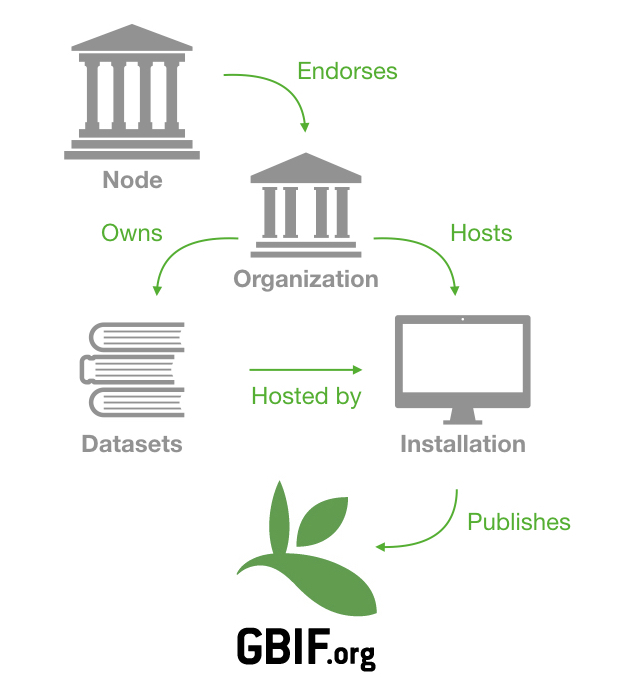 Endorses
Node
Owns
Hosts
Organization
Hosted by
Datasets
Installation
Publishes
GBIF.org